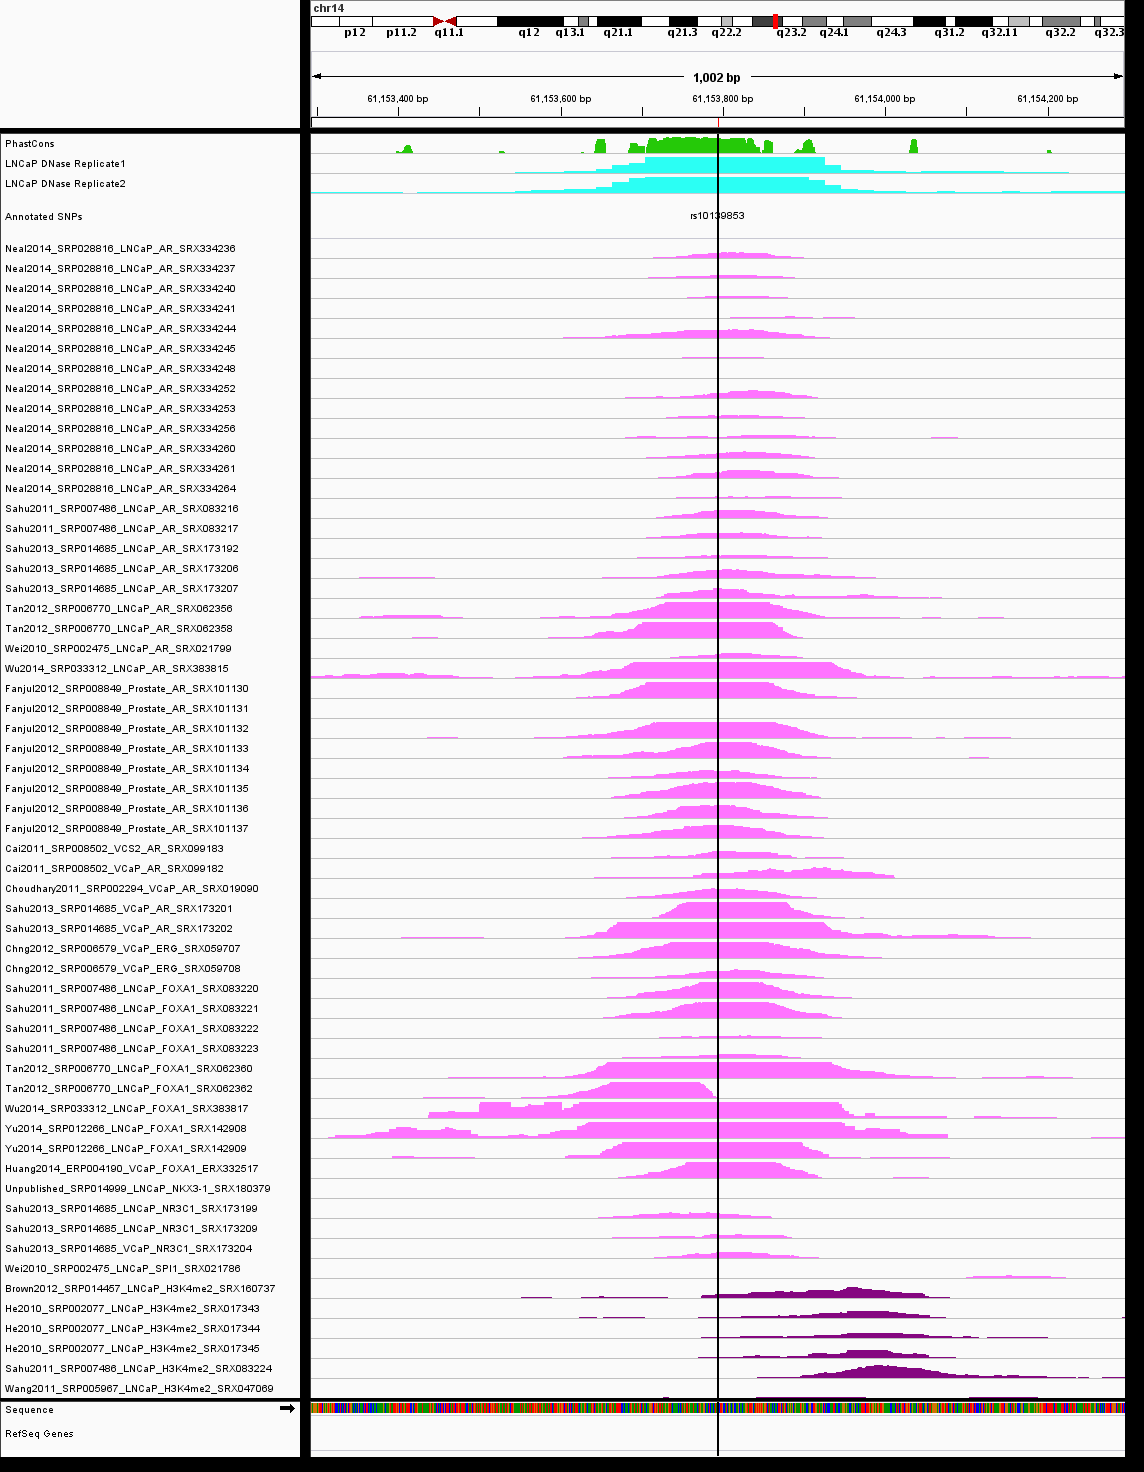 chr14
p12 p11.2 q11.1 q12 q13.1 q21.1 q21.3 q22.2 q23.2 q24.1 q24.3 q31.2 q32.11 q32.2 q32.3
1,002 bp
61,153,400 bp 61,153,600 bp 61,153,800 bp 61,154,000 bp 61,154,200 bp
PhastCons
LNCaP DNase Replicate1
LNCaP DNase Replicate2
Annotated SNPs rs10139853
Neal2014_SRP028816_LNCaP_AR_SRX334236
Neal2014_SRP028816_LNCaP_AR_SRX334237
Neal2014_SRP028816_LNCaP_AR_SRX334240
Neal2014_SRP028816_LNCaP_AR_SRX334241
Neal2014_SRP028816_LNCaP_AR_SRX334244
Neal2014_SRP028816_LNCaP_AR_SRX334245
Neal2014_SRP028816_LNCaP_AR_SRX334248
Neal2014_SRP028816_LNCaP_AR_SRX334252
Neal2014_SRP028816_LNCaP_AR_SRX334253
Neal2014_SRP028816_LNCaP_AR_SRX334256
Neal2014_SRP028816_LNCaP_AR_SRX334260
Neal2014_SRP028816_LNCaP_AR_SRX334261
Neal2014_SRP028816_LNCaP_AR_SRX334264
Sahu2011_SRP007486_LNCaP_AR_SRX083216
Sahu2011_SRP007486_LNCaP_AR_SRX083217
Sahu2013_SRP014685_LNCaP_AR_SRX173192
Sahu2013_SRP014685_LNCaP_AR_SRX173206
Sahu2013_SRP014685_LNCaP_AR_SRX173207
Tan2012_SRP006770_LNCaP_AR_SRX062356
Tan2012_SRP006770_LNCaP_AR_SRX062358
Wei2010_SRP002475_LNCaP_AR_SRX021799
Wu2014_SRP033312_LNCaP_AR_SRX383815
Fanjul2012_SRP008849_Prostate_AR_SRX101130
Fanjul2012_SRP008849_Prostate_AR_SRX101131
Fanjul2012_SRP008849_Prostate_AR_SRX101132
Fanjul2012_SRP008849_Prostate_AR_SRX101133
Fanjul2012_SRP008849_Prostate_AR_SRX101134
Fanjul2012_SRP008849_Prostate_AR_SRX101135
Fanjul2012_SRP008849_Prostate_AR_SRX101136
Fanjul2012_SRP008849_Prostate_AR_SRX101137
Cai2011_SRP008502_VCS2_AR_SRX099183
Cai2011_SRP008502_VCaP_AR_SRX099182
Choudhary2011_SRP002294_VCaP_AR_SRX019090
Sahu2013_SRP014685_VCaP_AR_SRX173201
Sahu2013_SRP014685_VCaP_AR_SRX173202
Chng2012_SRP006579_VCaP_ERG_SRX059707
Chng2012_SRP006579_VCaP_ERG_SRX059708
Sahu2011_SRP007486_LNCaP_FOXA1_SRX083220
Sahu2011_SRP007486_LNCaP_FOXA1_SRX083221
Sahu2011_SRP007486_LNCaP_FOXA1_SRX083222
Sahu2011_SRP007486_LNCaP_FOXA1_SRX083223
Tan2012_SRP006770_LNCaP_FOXA1_SRX062360
Tan2012_SRP006770_LNCaP_FOXA1_SRX062362
Wu2014_SRP033312_LNCaP_FOXA1_SRX383817
Yu2014_SRP012266_LNCaP_FOXA1_SRX142908
Yu2014_SRP012266_LNCaP_FOXA1_SRX142909
Huang2014_ERP004190_VCaP_FOXA1_ERX332517
Unpublished_SRP014999_LNCaP_NKX3-1_SRX180379
Sahu2013_SRP014685_LNCaP_NR3C1_SRX173199
Sahu2013_SRP014685_LNCaP_NR3C1_SRX173209
Sahu2013_SRP014685_VCaP_NR3C1_SRX173204
Wei2010_SRP002475_LNCaP_SPI1_SRX021786
Brown2012_SRP014457_LNCaP_H3K4me2_SRX160737
He2010_SRP002077_LNCaP_H3K4me2_SRX017343
He2010_SRP002077_LNCaP_H3K4me2_SRX017344
He2010_SRP002077_LNCaP_H3K4me2_SRX017345
Sahu2011_SRP007486_LNCaP_H3K4me2_SRX083224
Wang2011_SRP005967_LNCaP_H3K4me2_SRX047069
Sequence
RefSeq Genes